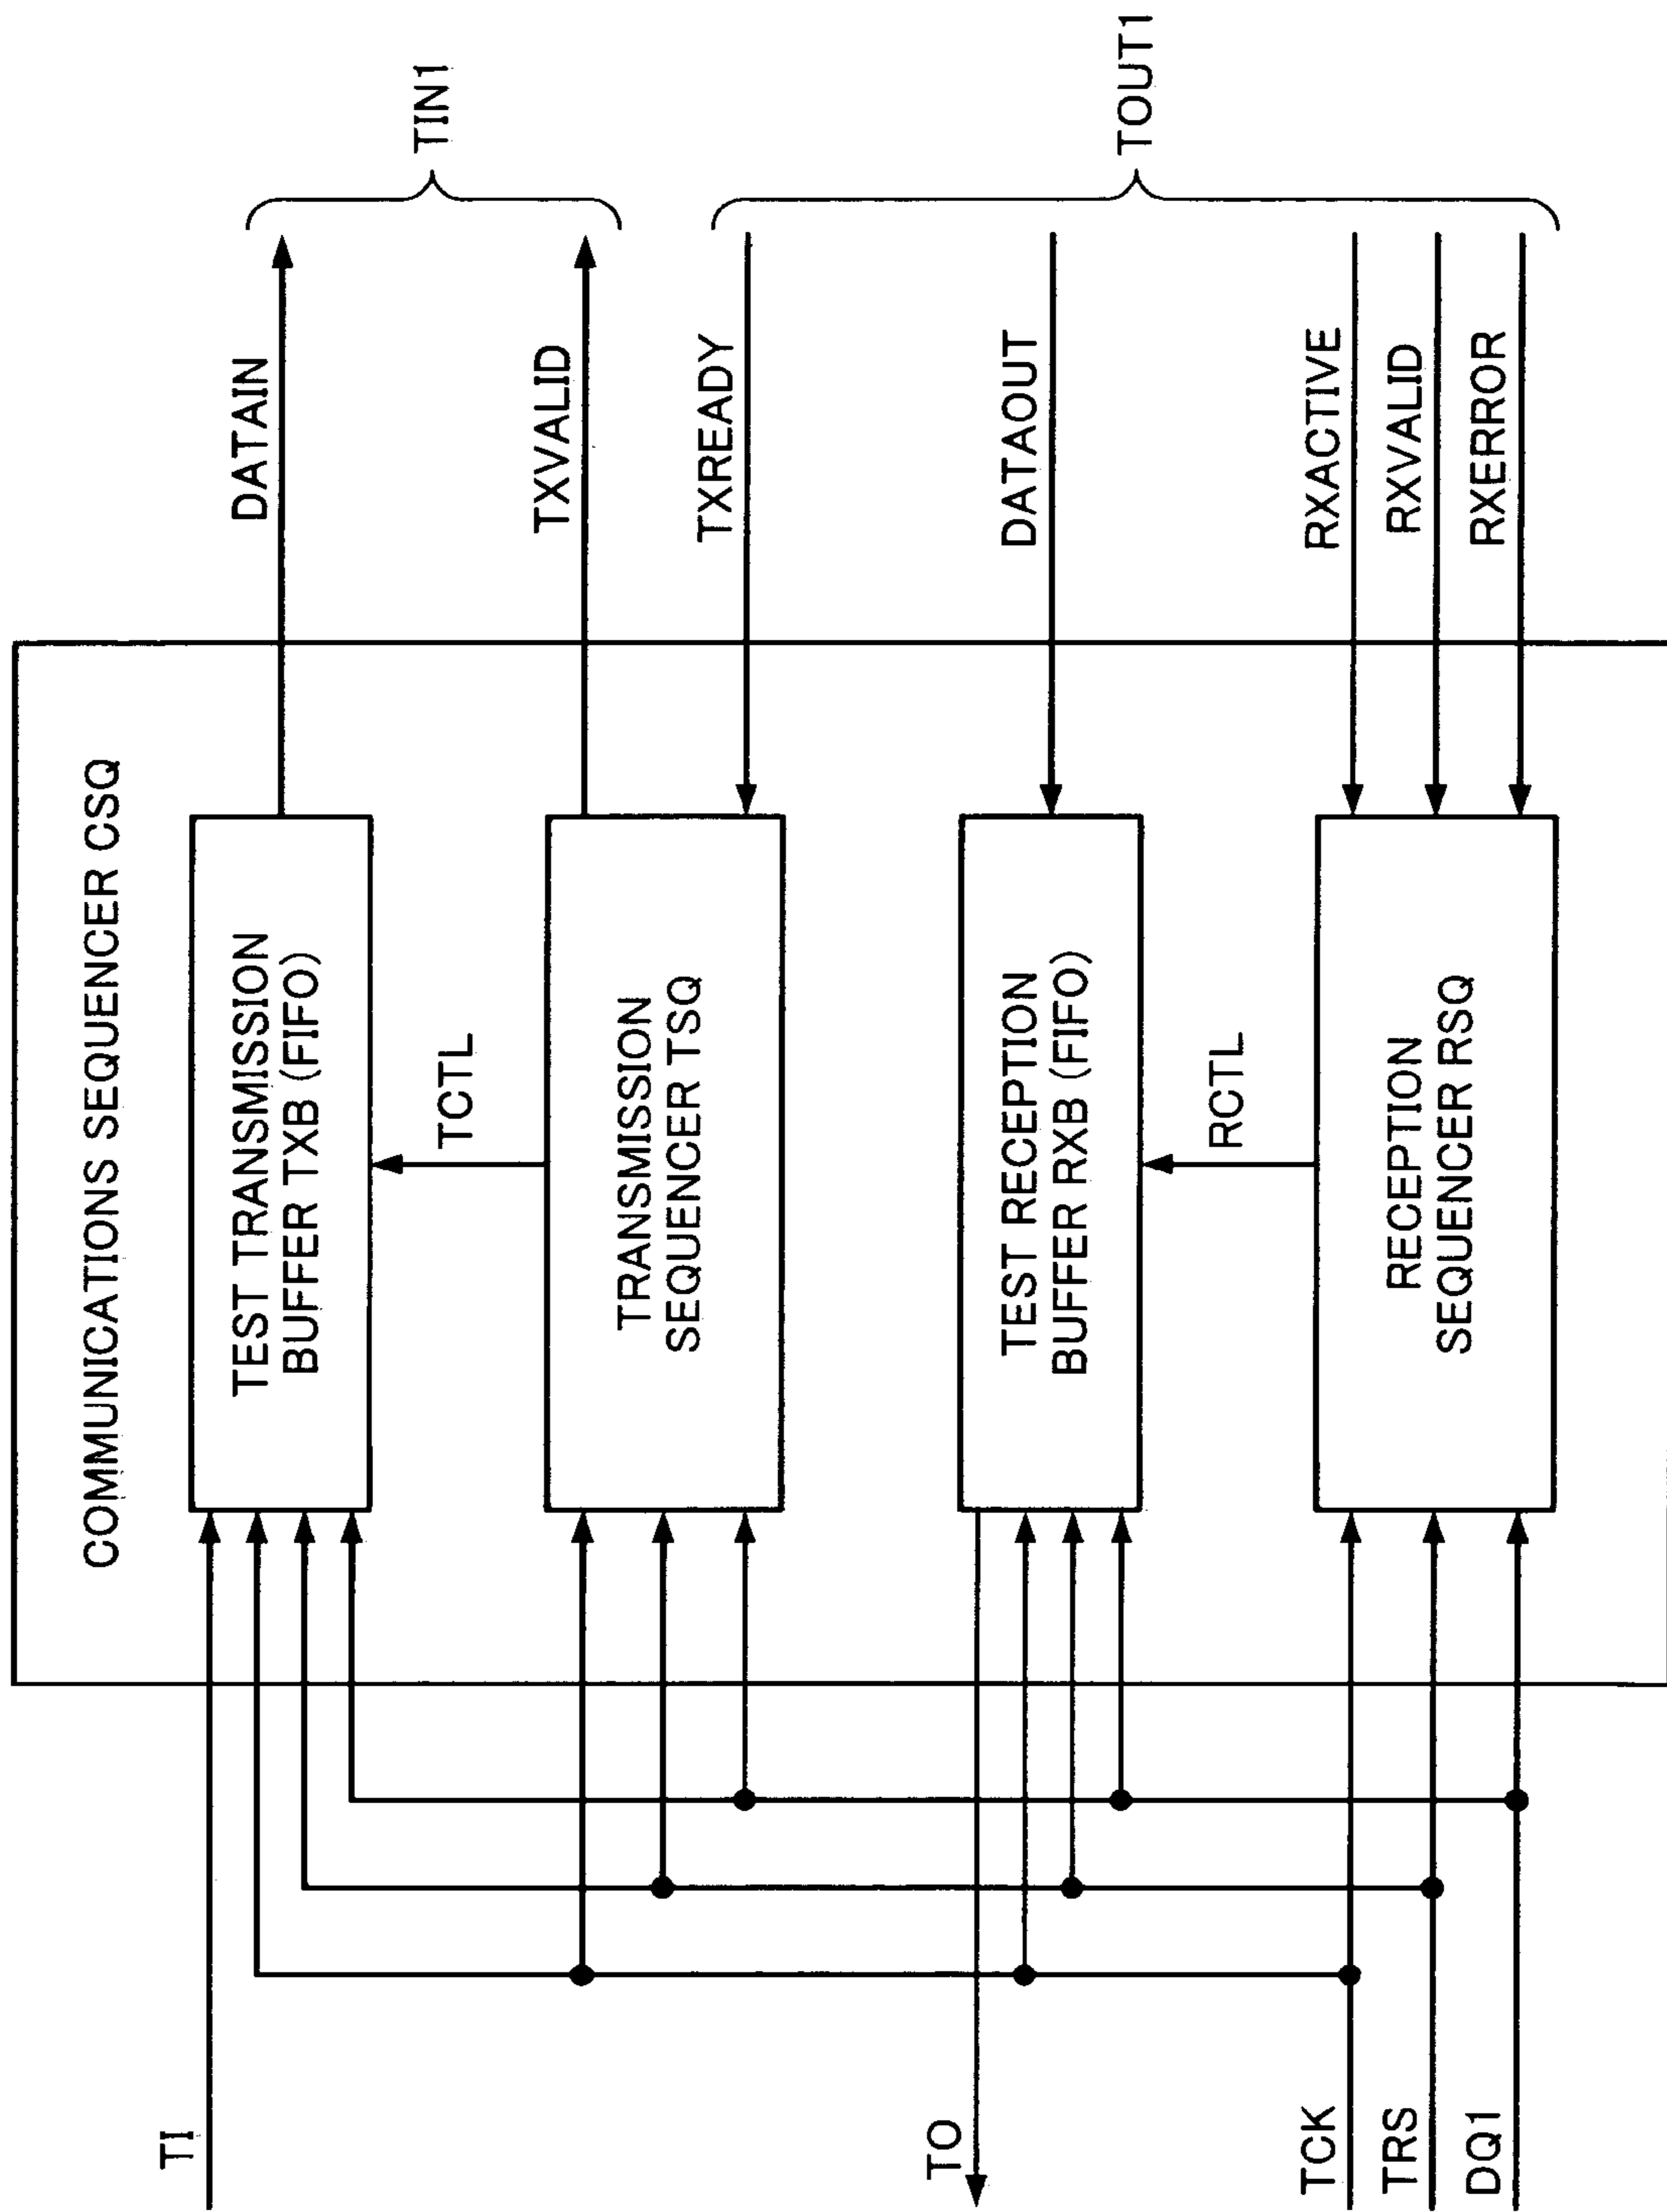 COMMUNICATIONS SEQUENCER CSQ
TI
TEST TRANSMISSION
BUFFER TXB (FIFO)
DATAIN
TIN1
TCTL
TRANSMISSION
SEQUENCER TSQ
TXVALID
TXREADY
TO
TEST RECEPTION
BUFFER RXB (FIFO)
DATAOUT
TOUT1
RCTL
TCK
TRS
DQ1
RECEPTION
SEQUENCER RSQ
RXACTIVE
RXVALID
RXERROR